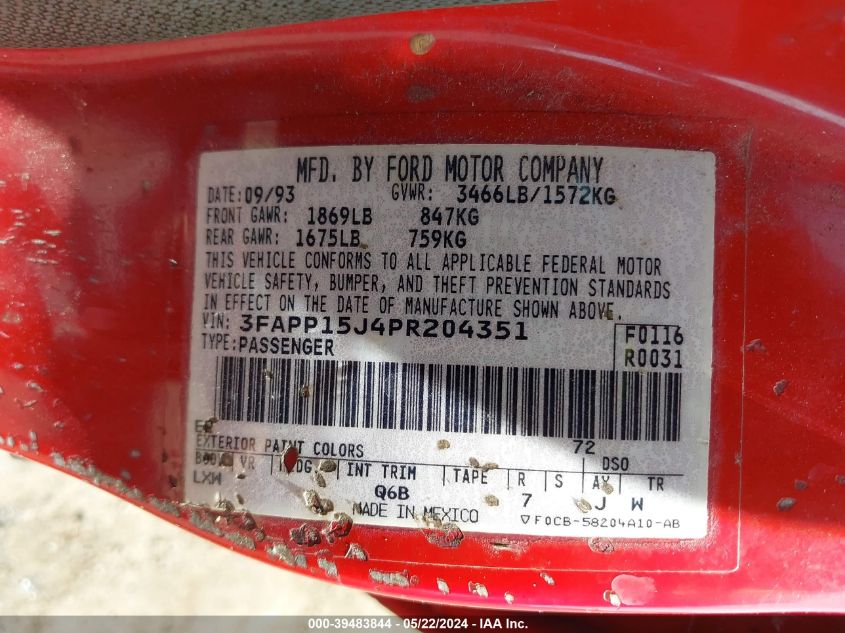 MFD. BY FORD MOTOR COMPANY
DATE: 09/93 GVWR: 3466LB/1572KG
FRONT GAWR: 1869LB 847KG
REAR GAWR: 1675LB 759KG
THIS VEHICLE CONFORMS TO ALL APPLICABLE FEDERAL MOTOR
VEHICLE SAFETY, BUMPER, AND THEFT PREVENTION STANDARDS
IN EFFECT ON THE DATE OF MANUFACTURE SHOWN ABOVE.
VIN: 3FAPP15J4PR204351
TYPE: PASSENGER
F0116
R0031
EXTERIOR PAINT COLORS 72 DSO
VR INT TRIM TAPE R S AX TR
LXW Q6B 7 J W
MADE IN MEXICO ▽F0CB-58204A10-AB
000-39483844 - 05/22/2024 - IAA Inc.